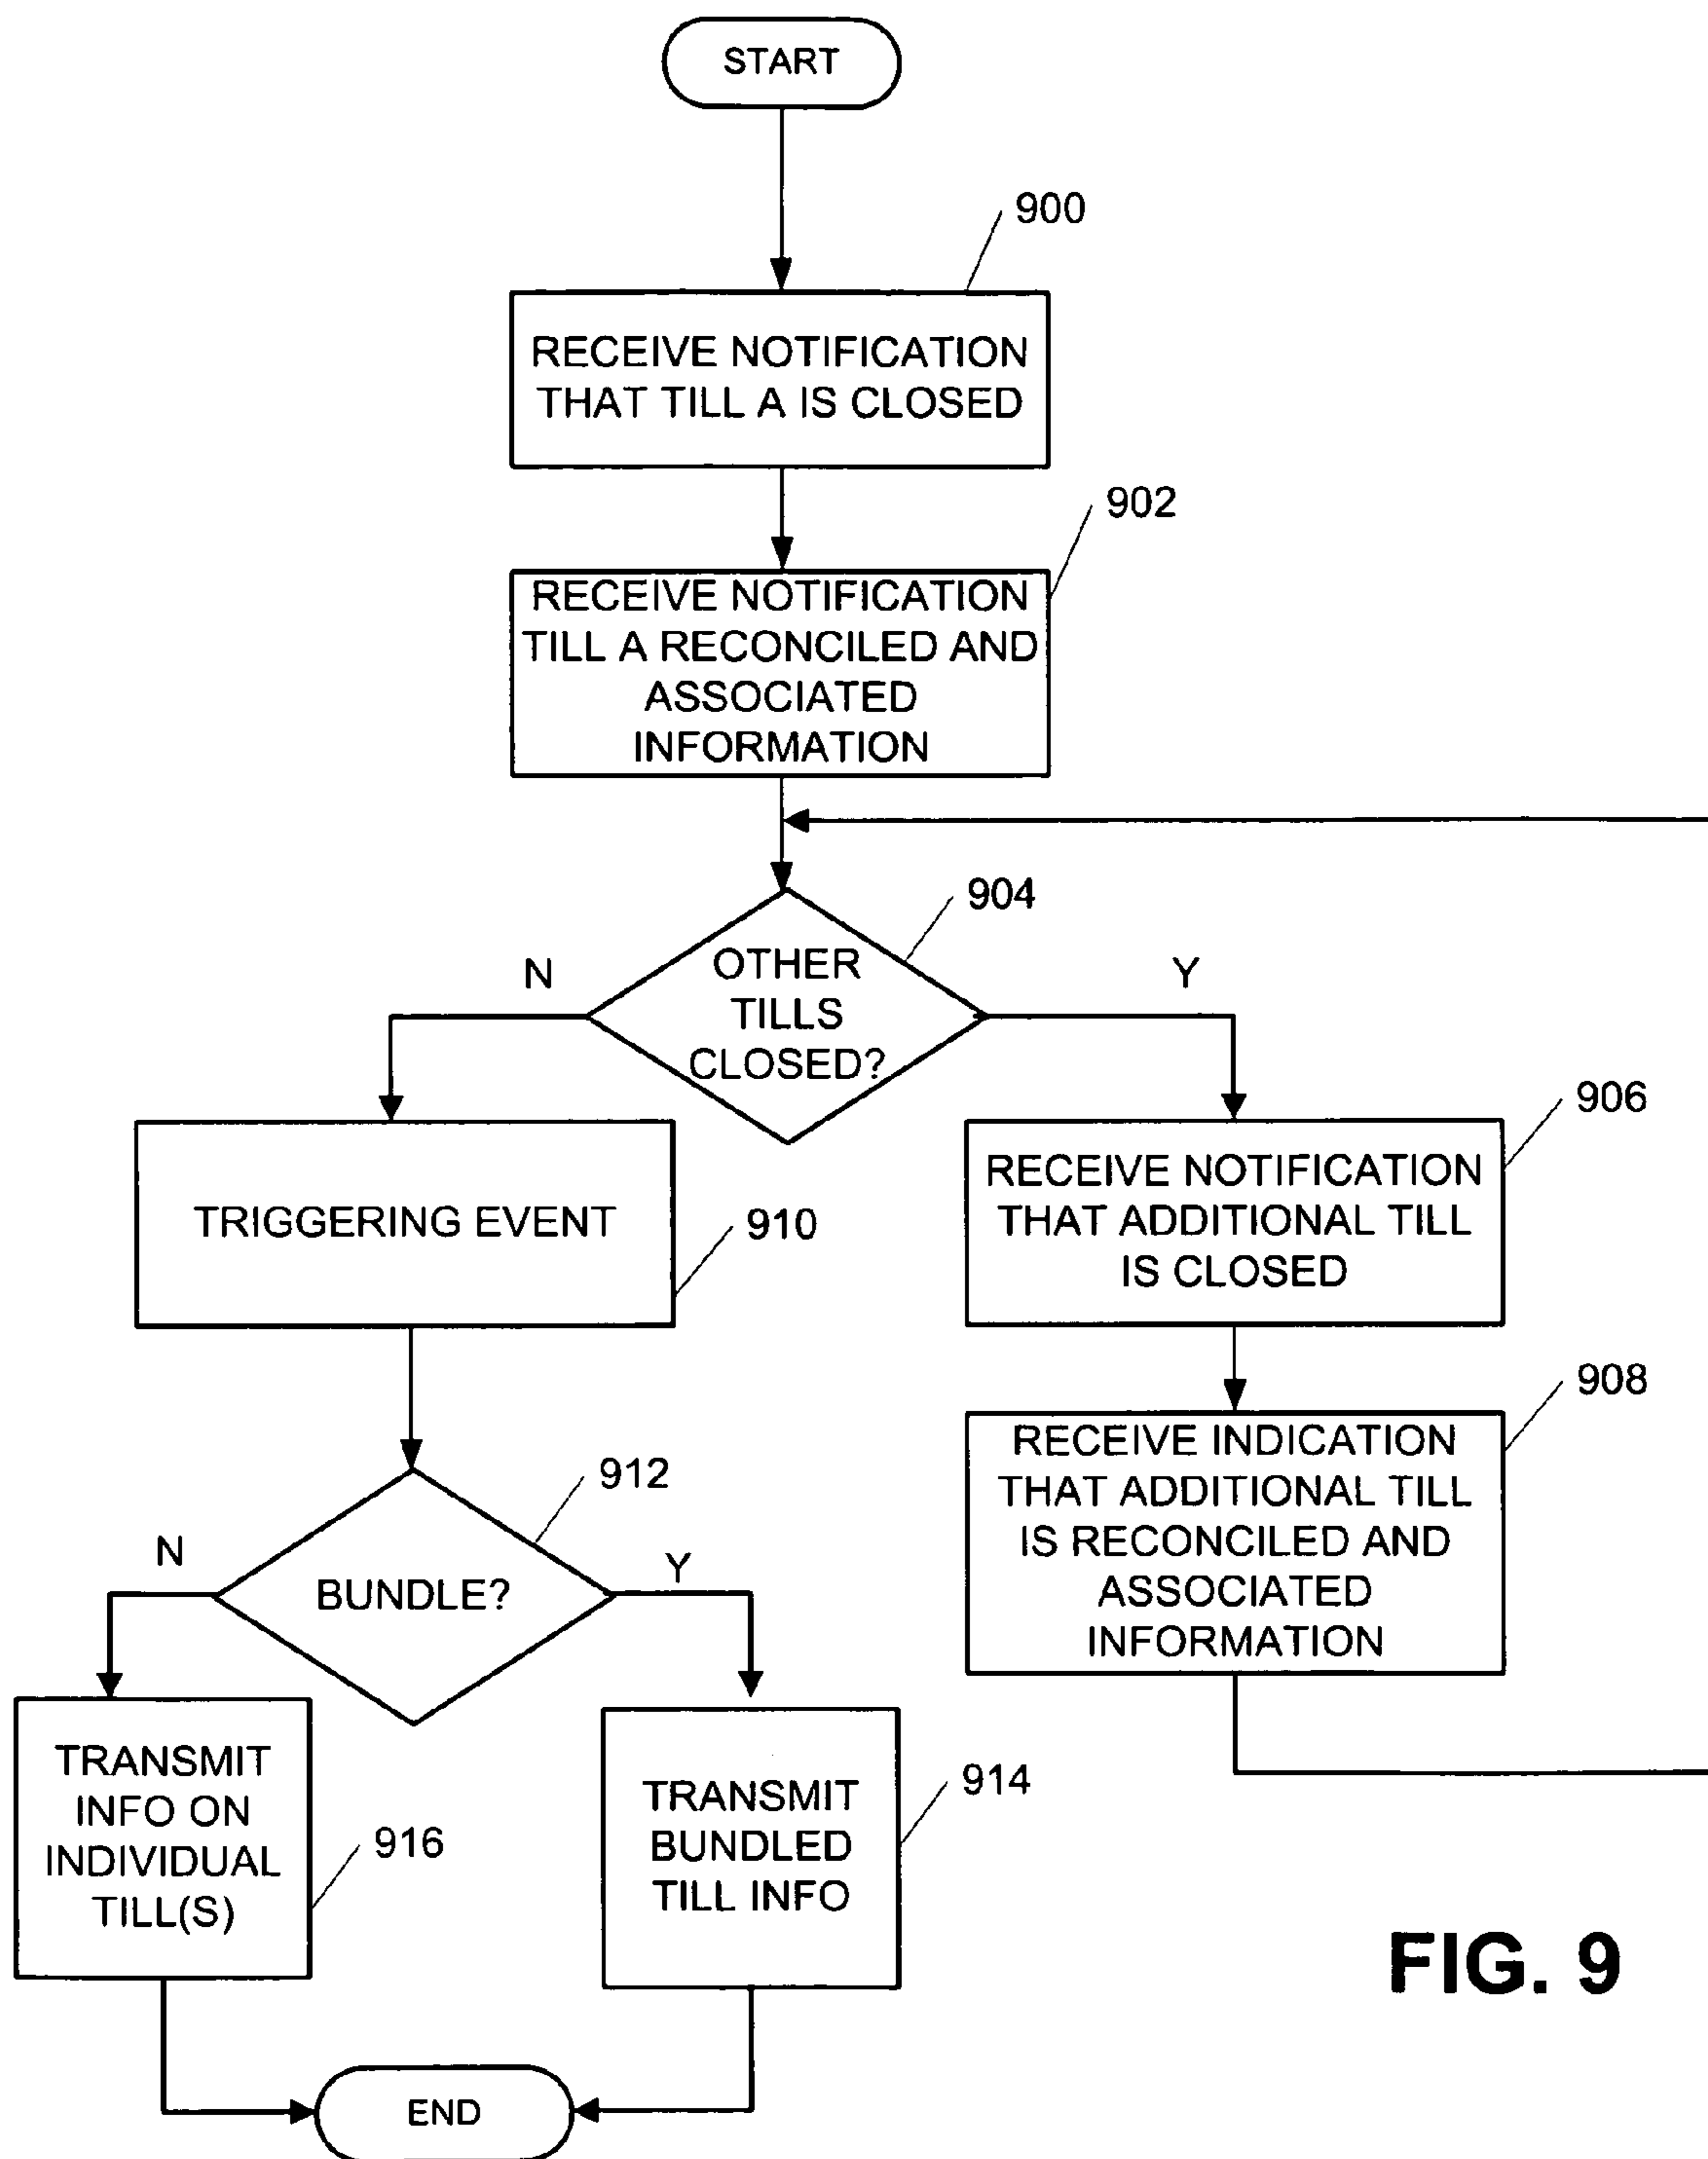 START
900
RECEIVE NOTIFICATION
THAT TILL A IS CLOSED
902
RECEIVE NOTIFICATION
TILL A RECONCILED AND
ASSOCIATED
INFORMATION
904
N
OTHER
TILLS
CLOSED?
Y
906
TRIGGERING EVENT
910
RECEIVE NOTIFICATION
THAT ADDITIONAL TILL
IS CLOSED
908
RECEIVE INDICATION
THAT ADDITIONAL TILL
IS RECONCILED AND
ASSOCIATED
INFORMATION
912
N
BUNDLE?
Y
TRANSMIT
INFO ON
INDIVIDUAL
TILL(S)
916
TRANSMIT
BUNDLED
TILL INFO
914
END
FIG. 9